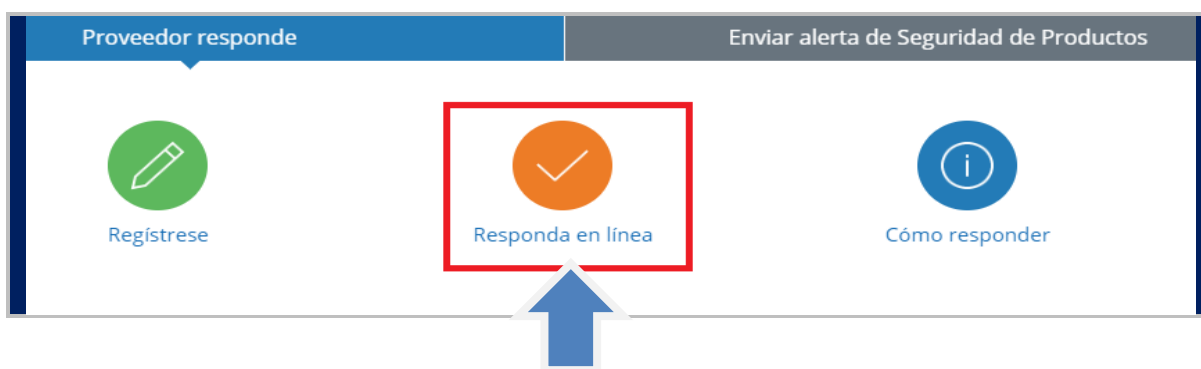 Proveedor responde
Enviar alerta de Seguridad de Productos
Regístrese
Responda en línea
Cómo responder